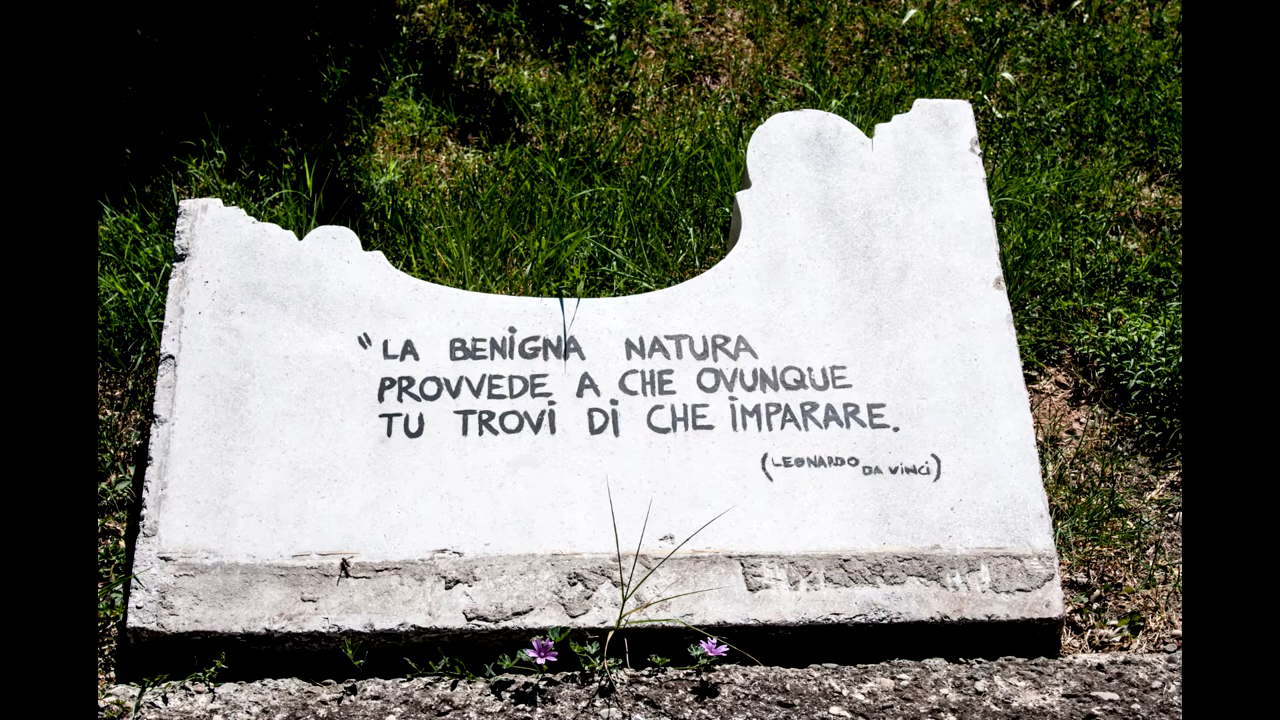 "LA BENIGNA NATURA
PROVVEDE A CHE OVUNQUE
TU TROVI DI CHE IMPARARE.
(LEONARDO DA VINCI)